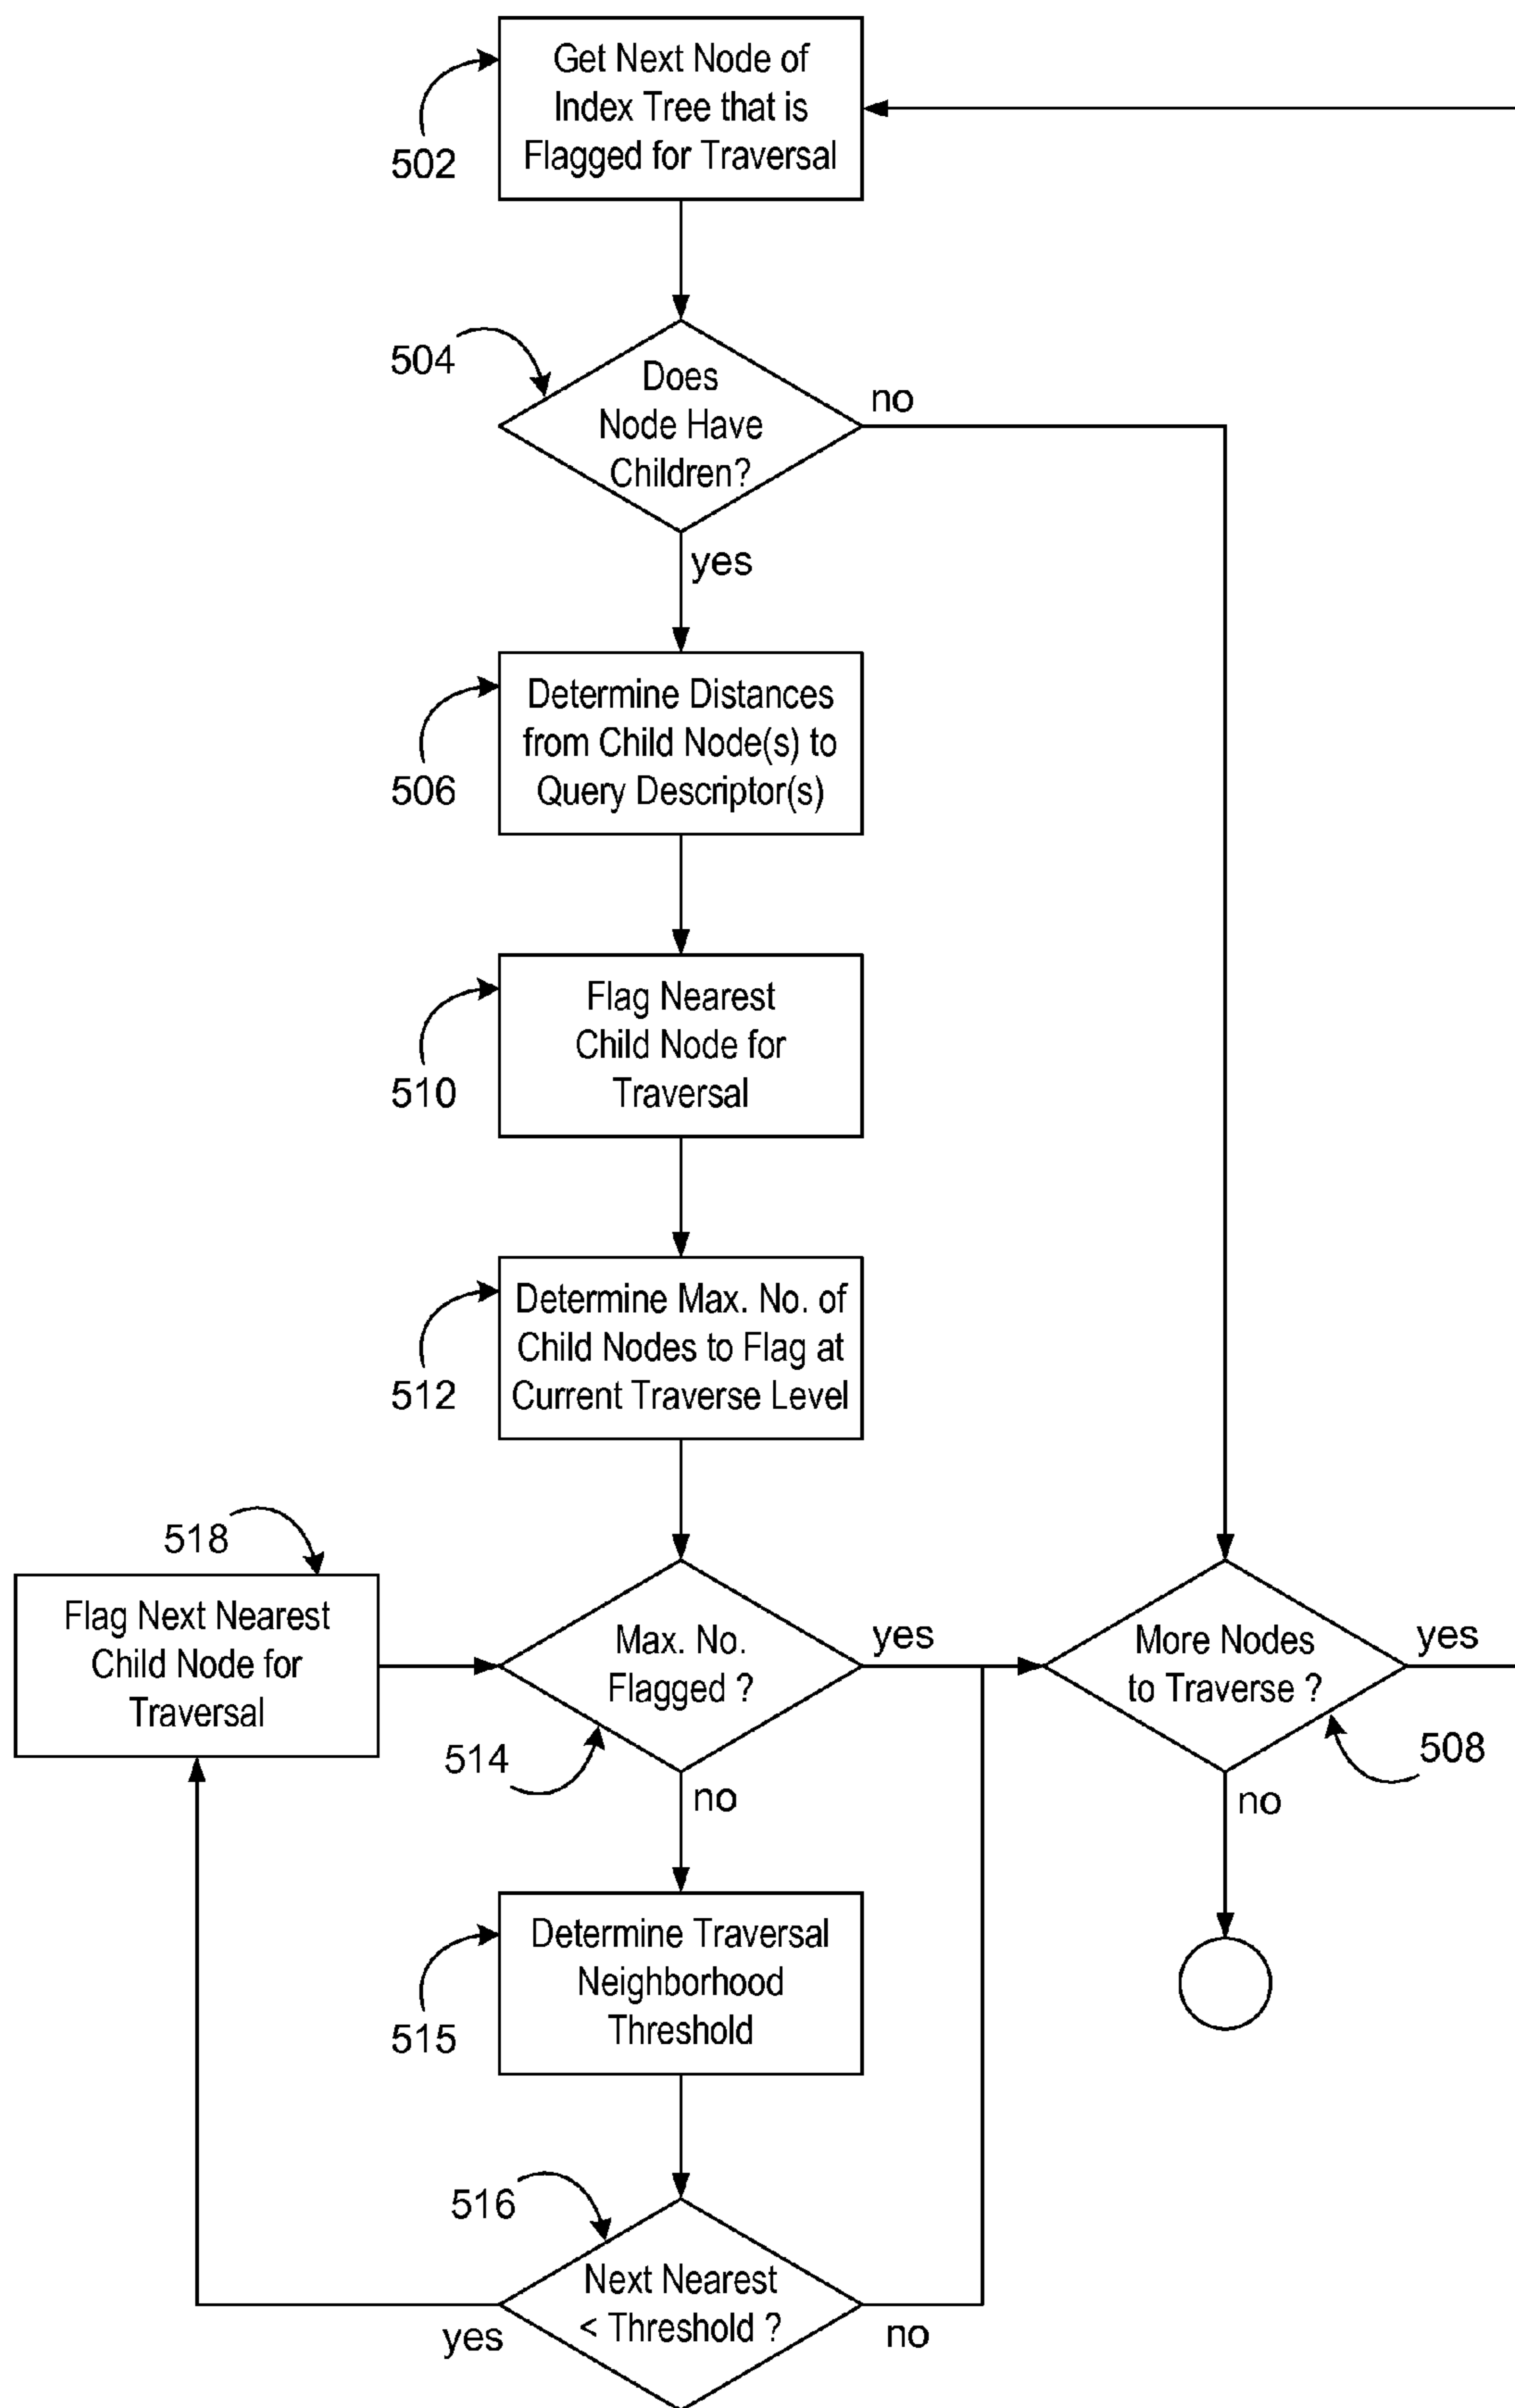 Get Next Node of
Index Tree that is
Flagged for Traversal
502
504
Does
Node Have
Children?
no
yes
506
Determine Distances
from Child Node(s) to
Query Descriptor(s)
510
Flag Nearest
Child Node for
Traversal
512
Determine Max. No. of
Child Nodes to Flag at
Current Traverse Level
518
Flag Next Nearest
Child Node for
Traversal
Max. No.
Flagged ?
yes
514
no
More Nodes
to Traverse ?
yes
508
no
515
Determine Traversal
Neighborhood
Threshold
516
Next Nearest
< Threshold ?
yes
no